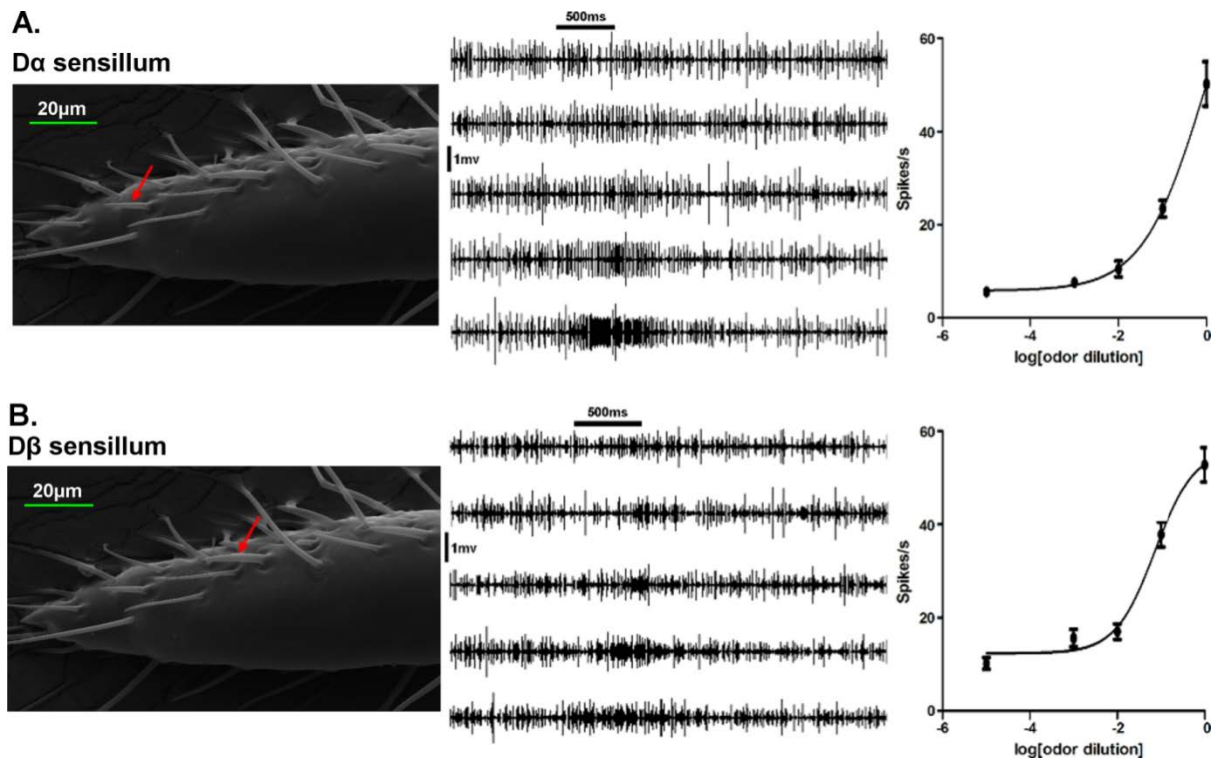 A.
Dα sensillum
20μm
500ms
1mv
60
40
20
0
Spikes/s
-6
-4
-2
0
log[odor dilution]
B.
Dβ sensillum
20μm
500ms
1mv
60
40
20
0
Spikes/s
-6
-4
-2
0
log[odor dilution]